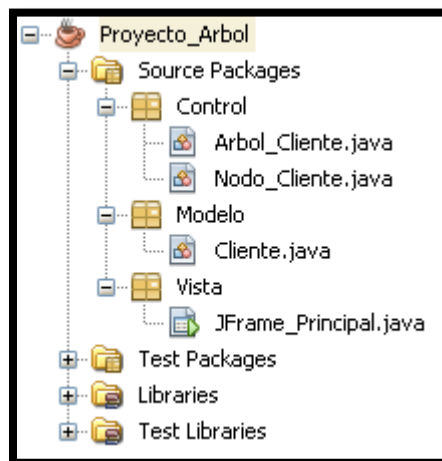 Proyecto_Arbol
Source Packages
Control
Arbol_Cliente.java
Nodo_Cliente.java
Modelo
Cliente.java
Vista
JFrame_Principal.java
Test Packages
Libraries
Test Libraries